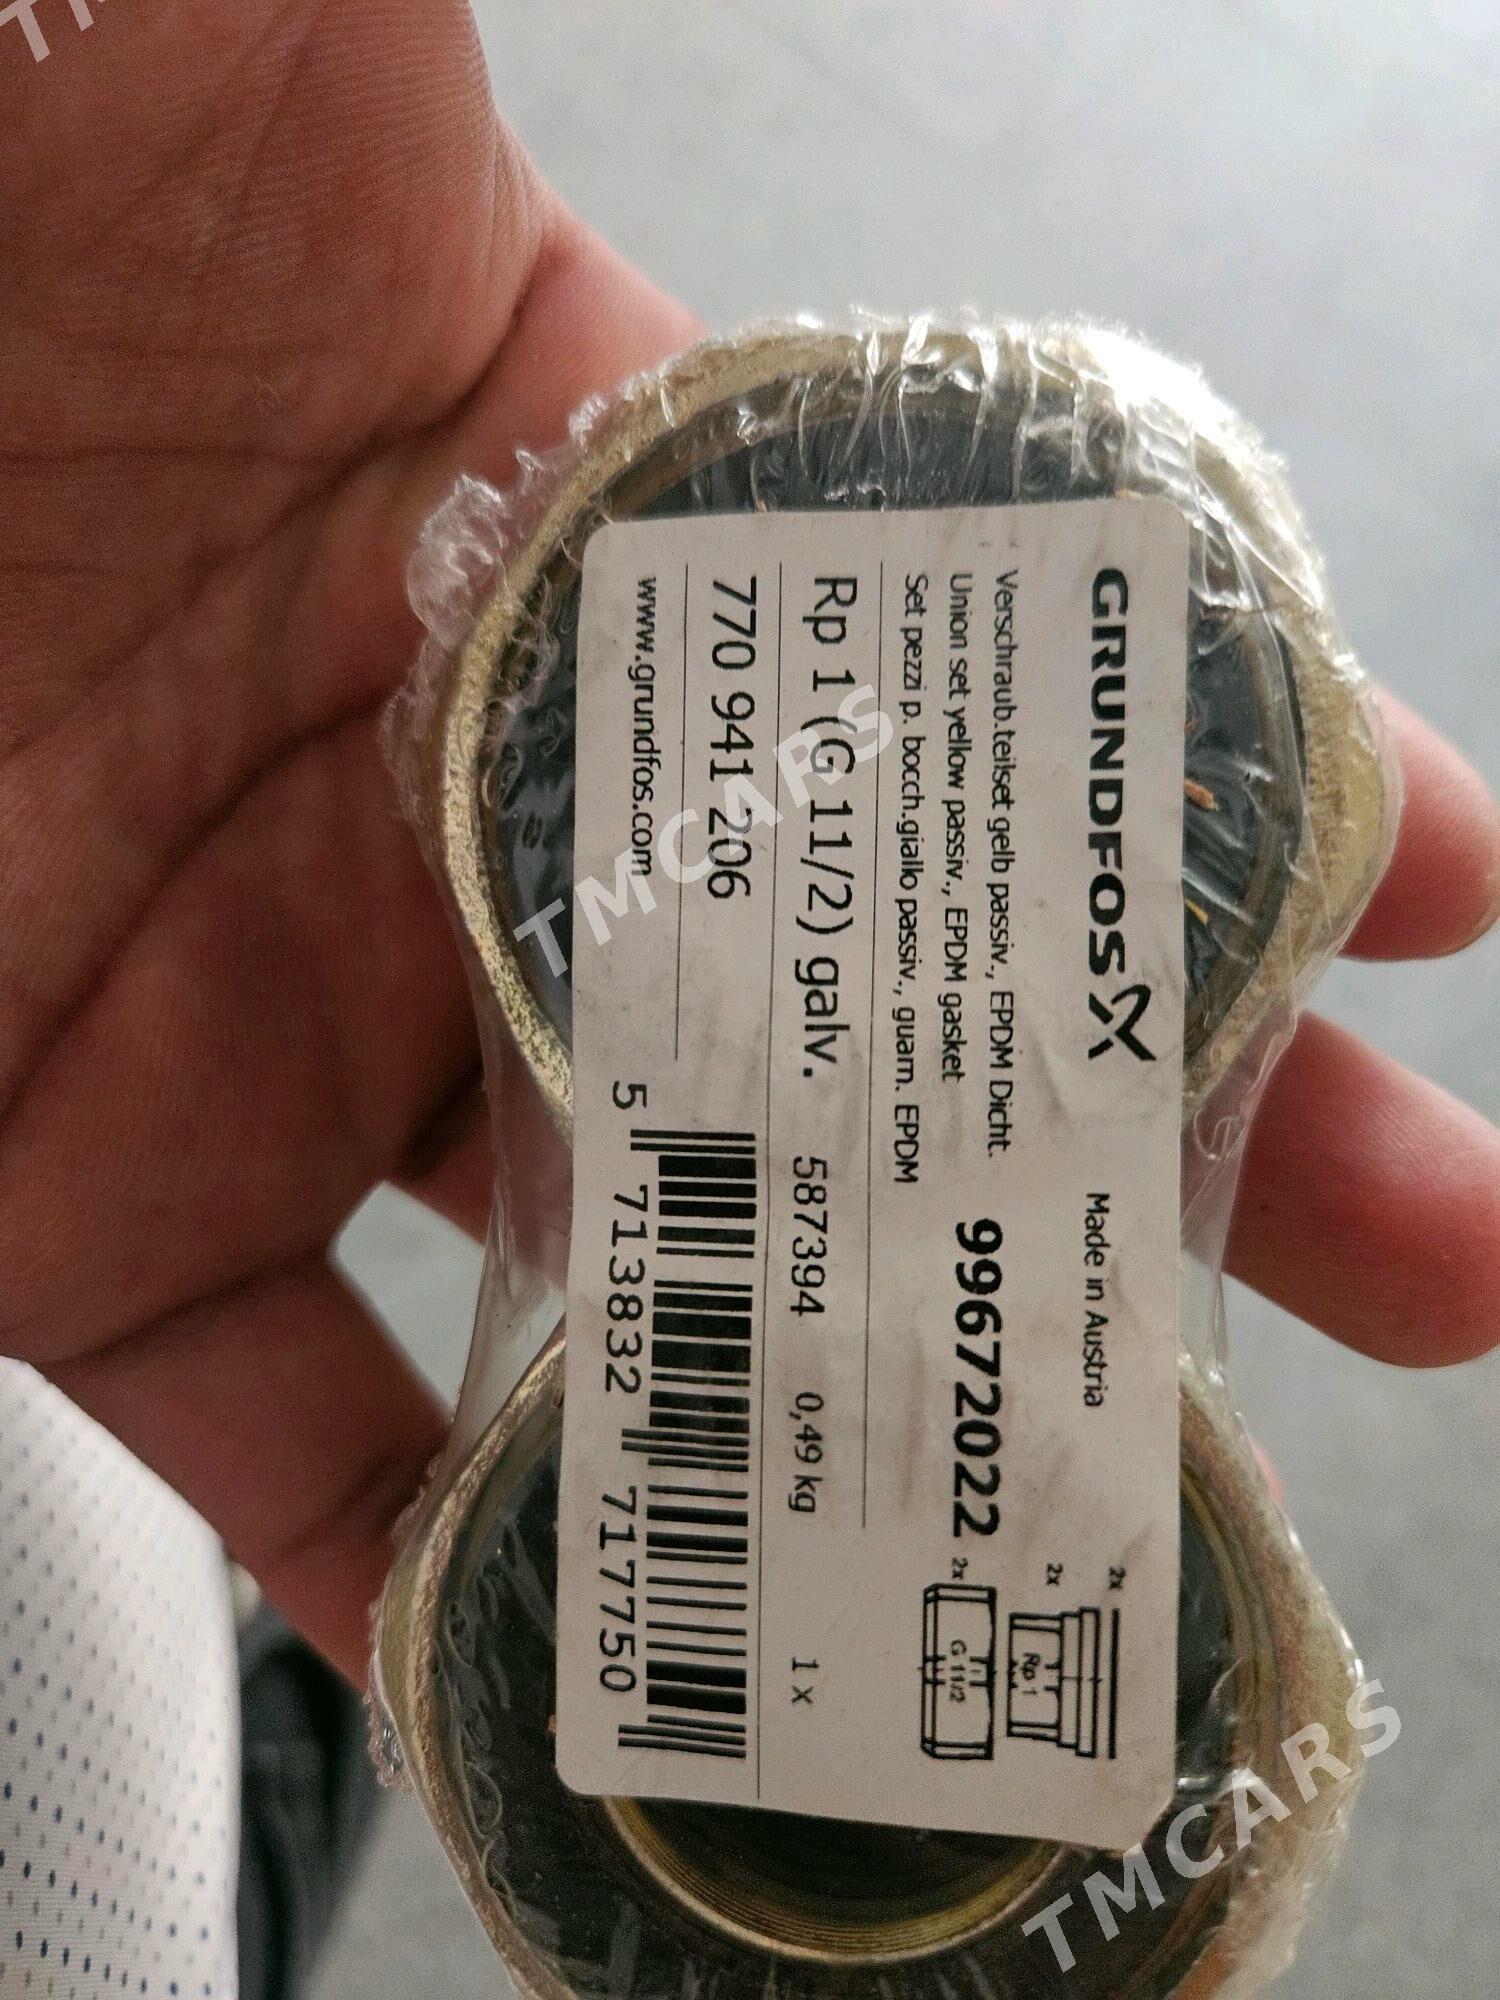 GRUNDFOS
Made in Austria
Verschraub.teilset gelb passiv., EPDM Dicht.
Union set yellow passiv., EPDM gasket
Set pezzi p. bocch.giallo passiv., guarn. EPDM
99672022
2x
2x
Rp 1
2x
G 11/2
Rp 1 (G 11/2) galv.
587394
0,49 kg
1 x
770 941 206
www.grundfos.com
5 713832 717750
TMCARS
TMCARS